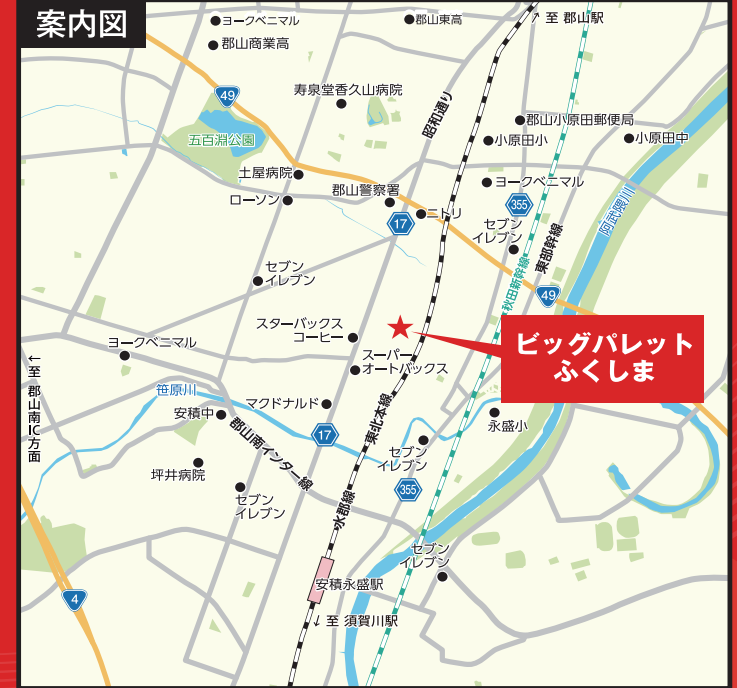 案内図
ヨークベニマル
郡山東高
↗至 郡山駅
郡山商業高
49
寿泉堂香久山病院
昭和通り
五百淵公園
郡山小原田郵便局
小原田小
小原田中
土屋病院
郡山警察署
ヨークベニマル
ローソン
17
ニトリ
355
セブン
イレブン
阿武隈川
東部幹線
秋田新幹線
セブン
イレブン
49
スターバックス
コーヒー
ビッグパレット
ふくしま
ヨークベニマル
スーパー
オートバックス
←至 郡山南IC方面
笹原川
マクドナルド
安積中
東北本線
永盛小
17
郡山南インター線
セブン
イレブン
坪井病院
355
セブン
イレブン
水郡線
セブン
イレブン
安積永盛駅
4
↓至 須賀川駅